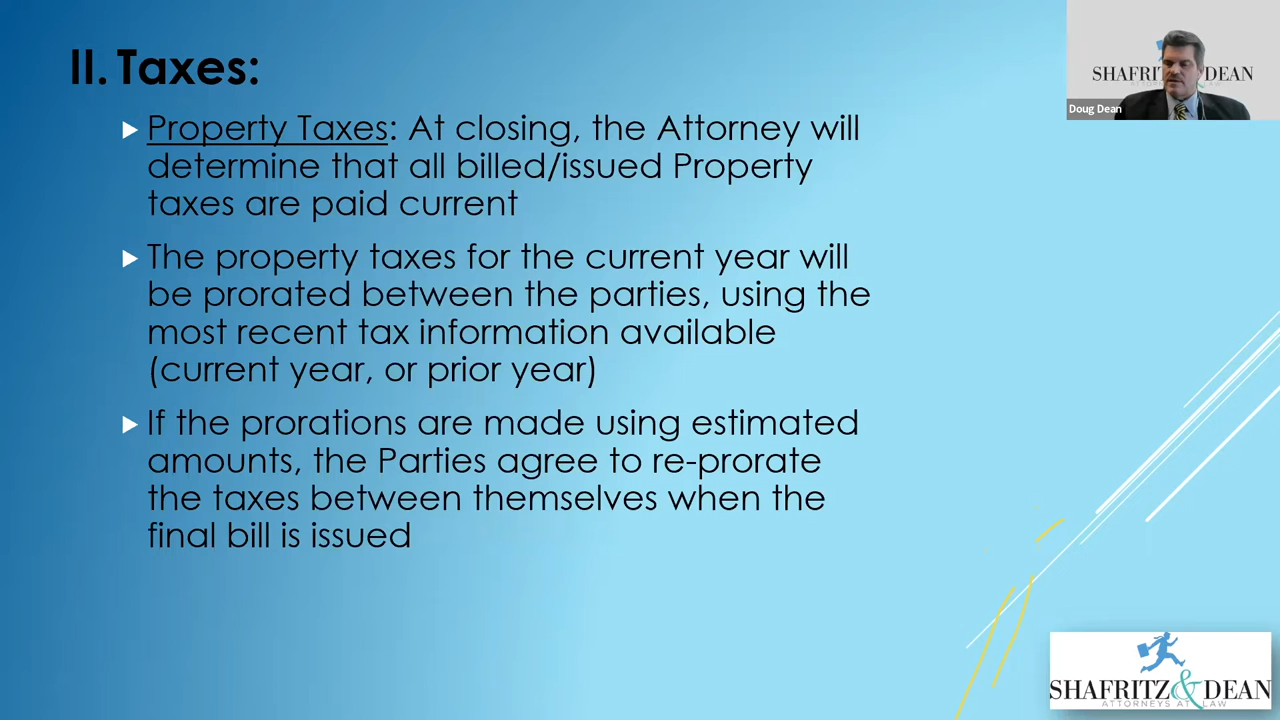 II. Taxes:
Property Taxes: At closing, the Attorney will
determine that all billed/issued Property
taxes are paid current
The property taxes for the current year will
be prorated between the parties, using the
most recent tax information available
(current year, or prior year)
If the prorations are made using estimated
amounts, the Parties agree to re-prorate
the taxes between themselves when the
final bill is issued
SHAFRITZ DEAN
Doug Dean
SHAFRITZ & DEAN
ATTORNEYS AT LAW